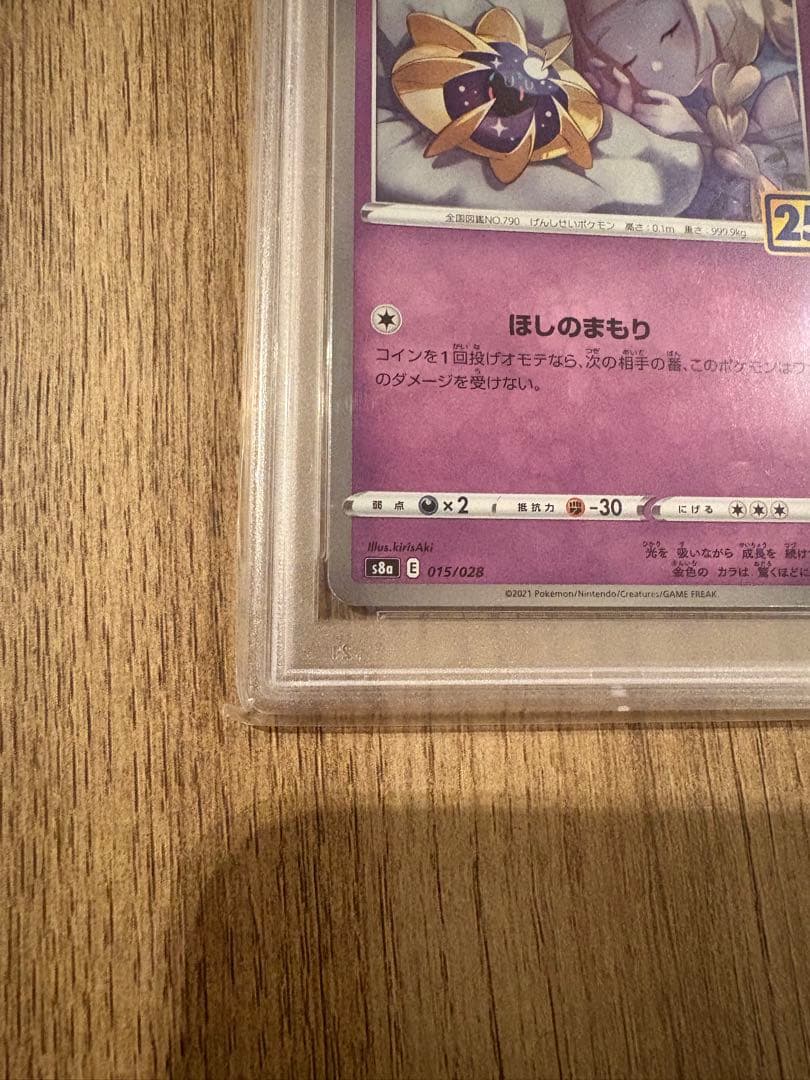 全国図鑑NO.790 げんしせいポケモン 高さ:0.1m 重さ:999.9kg
25
ほしのまもり
コインを1回投げオモテなら、次の相手の番、このポケモンはワ
のダメージを受けない。
弱点 ×2 抵抗力 -30 にげる
Illus.kirisAki
光を 吸いながら 成長を 続け
s8a E 015/028
金色の カラは 驚くほどに
©2021 Pokémon/Nintendo/Creatures/GAME FREAK